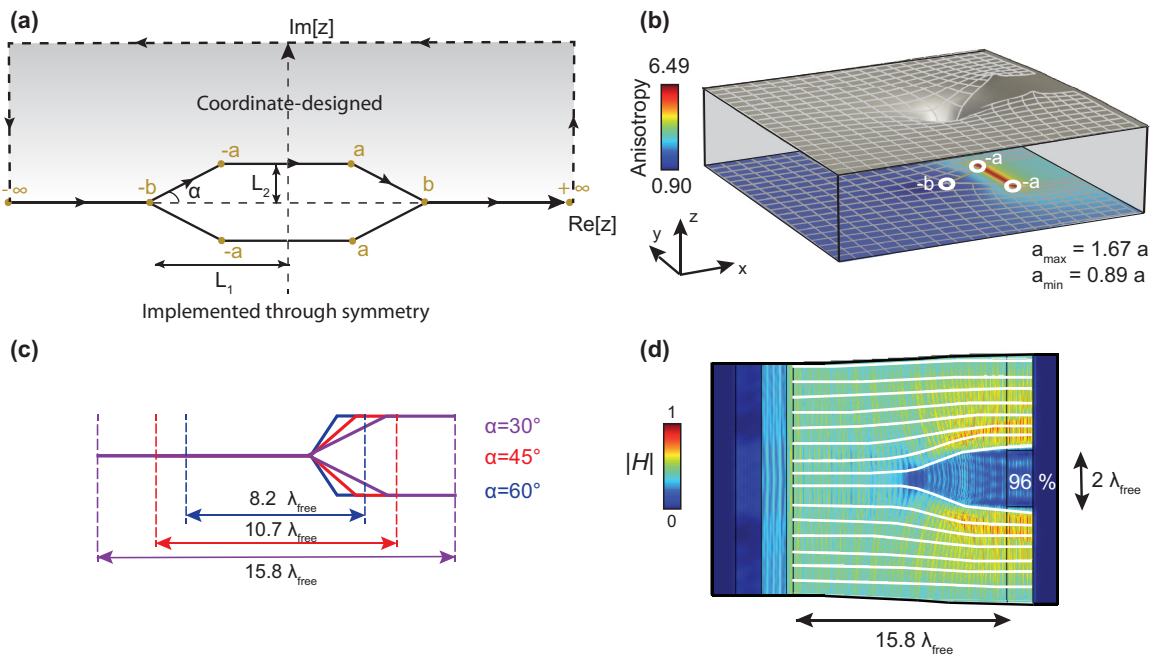 (a)
Im[z]
Coordinate-designed
-a
a
-b
α
L2
b
-∞
+∞
Re[z]
-a
a
L1
Implemented through symmetry
(b)
6.49
Anisotropy
0.90
-a
-b
-a
z
y
x
amax = 1.67 a
amin = 0.89 a
(c)
α=30°
α=45°
α=60°
8.2 λfree
10.7 λfree
15.8 λfree
(d)
1
|H|
0
96 %
2 λfree
15.8 λfree